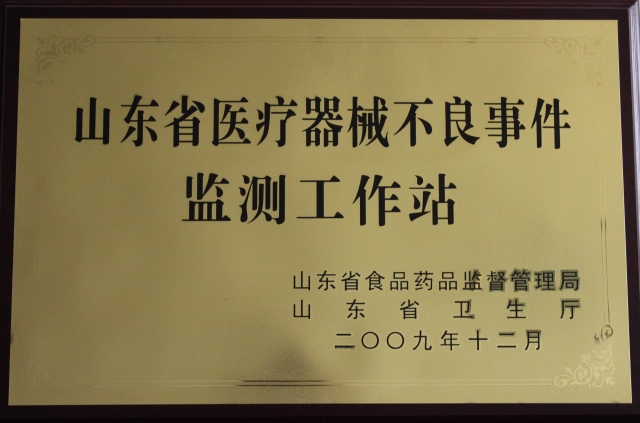 山东省医疗器械不良事件
监测工作站
山东省食品药品监督管理局
山东省卫生厅
二〇〇九年十二月